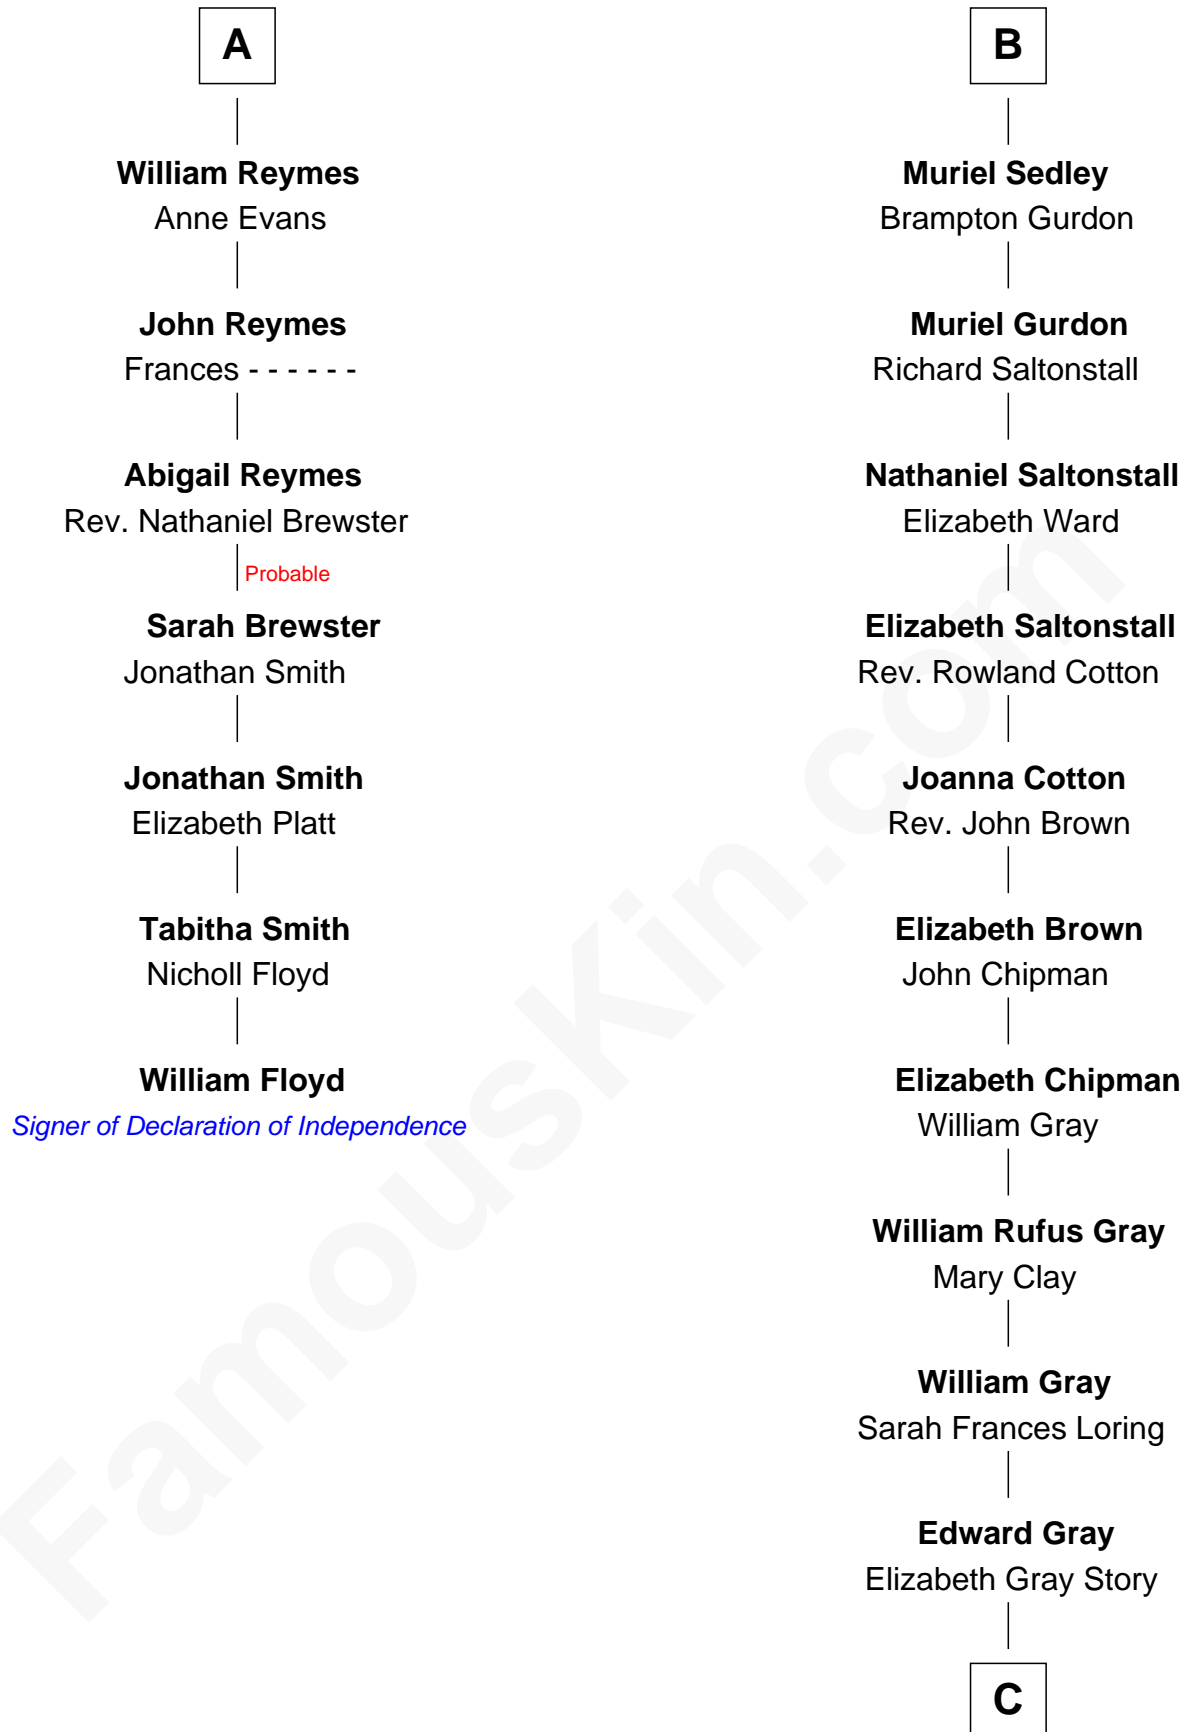 A
William Reymes
Anne Evans
John Reymes
Frances - - - - - -
Abigail Reymes
Rev. Nathaniel Brewster
Probable
Sarah Brewster
Jonathan Smith
Jonathan Smith
Elizabeth Platt
Tabitha Smith
Nicholl Floyd
William Floyd
Signer of Declaration of Independence
B
Muriel Sedley
Brampton Gurdon
Muriel Gurdon
Richard Saltonstall
Nathaniel Saltonstall
Elizabeth Ward
Elizabeth Saltonstall
Rev. Rowland Cotton
Joanna Cotton
Rev. John Brown
Elizabeth Brown
John Chipman
Elizabeth Chipman
William Gray
William Rufus Gray
Mary Clay
William Gray
Sarah Frances Loring
Edward Gray
Elizabeth Gray Story
C
FamousKin.com